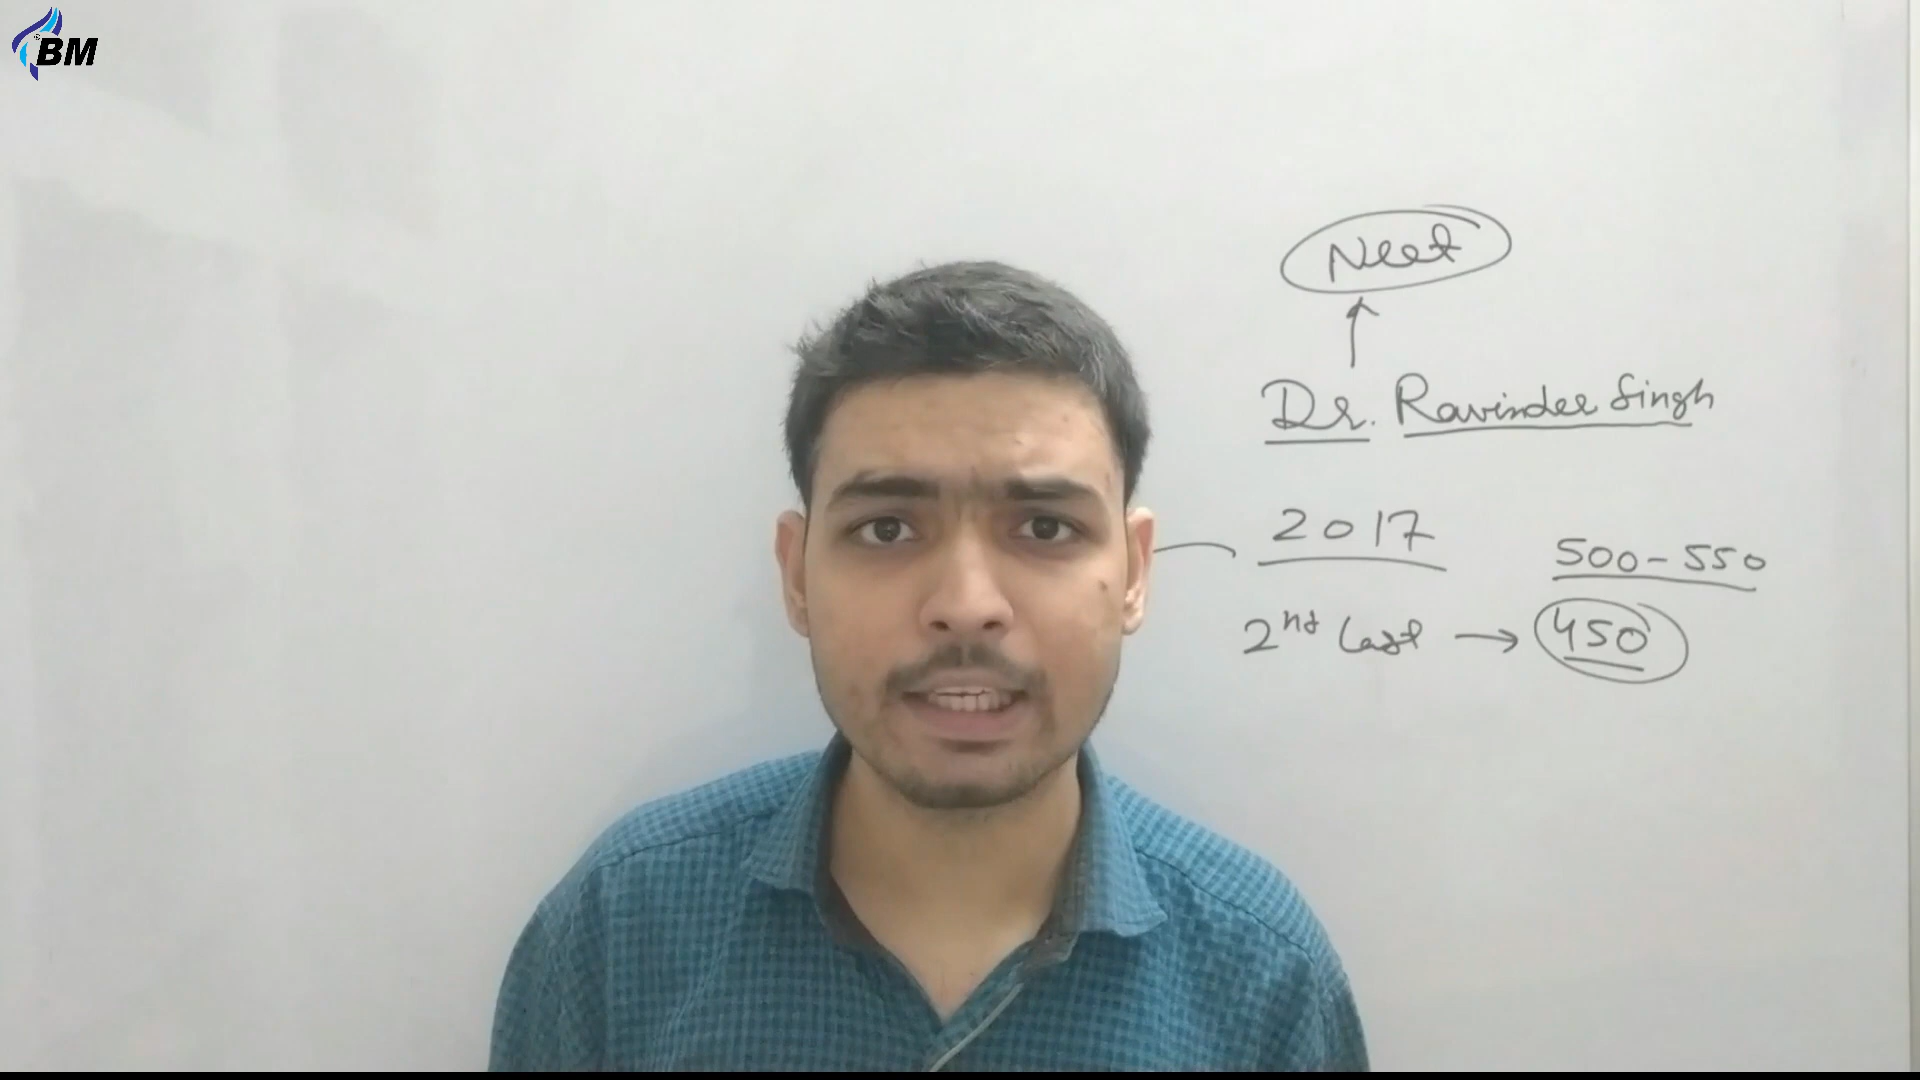 BM
Neet
Dr. Ravinder Singh
2017
500-550
2nd last → 450